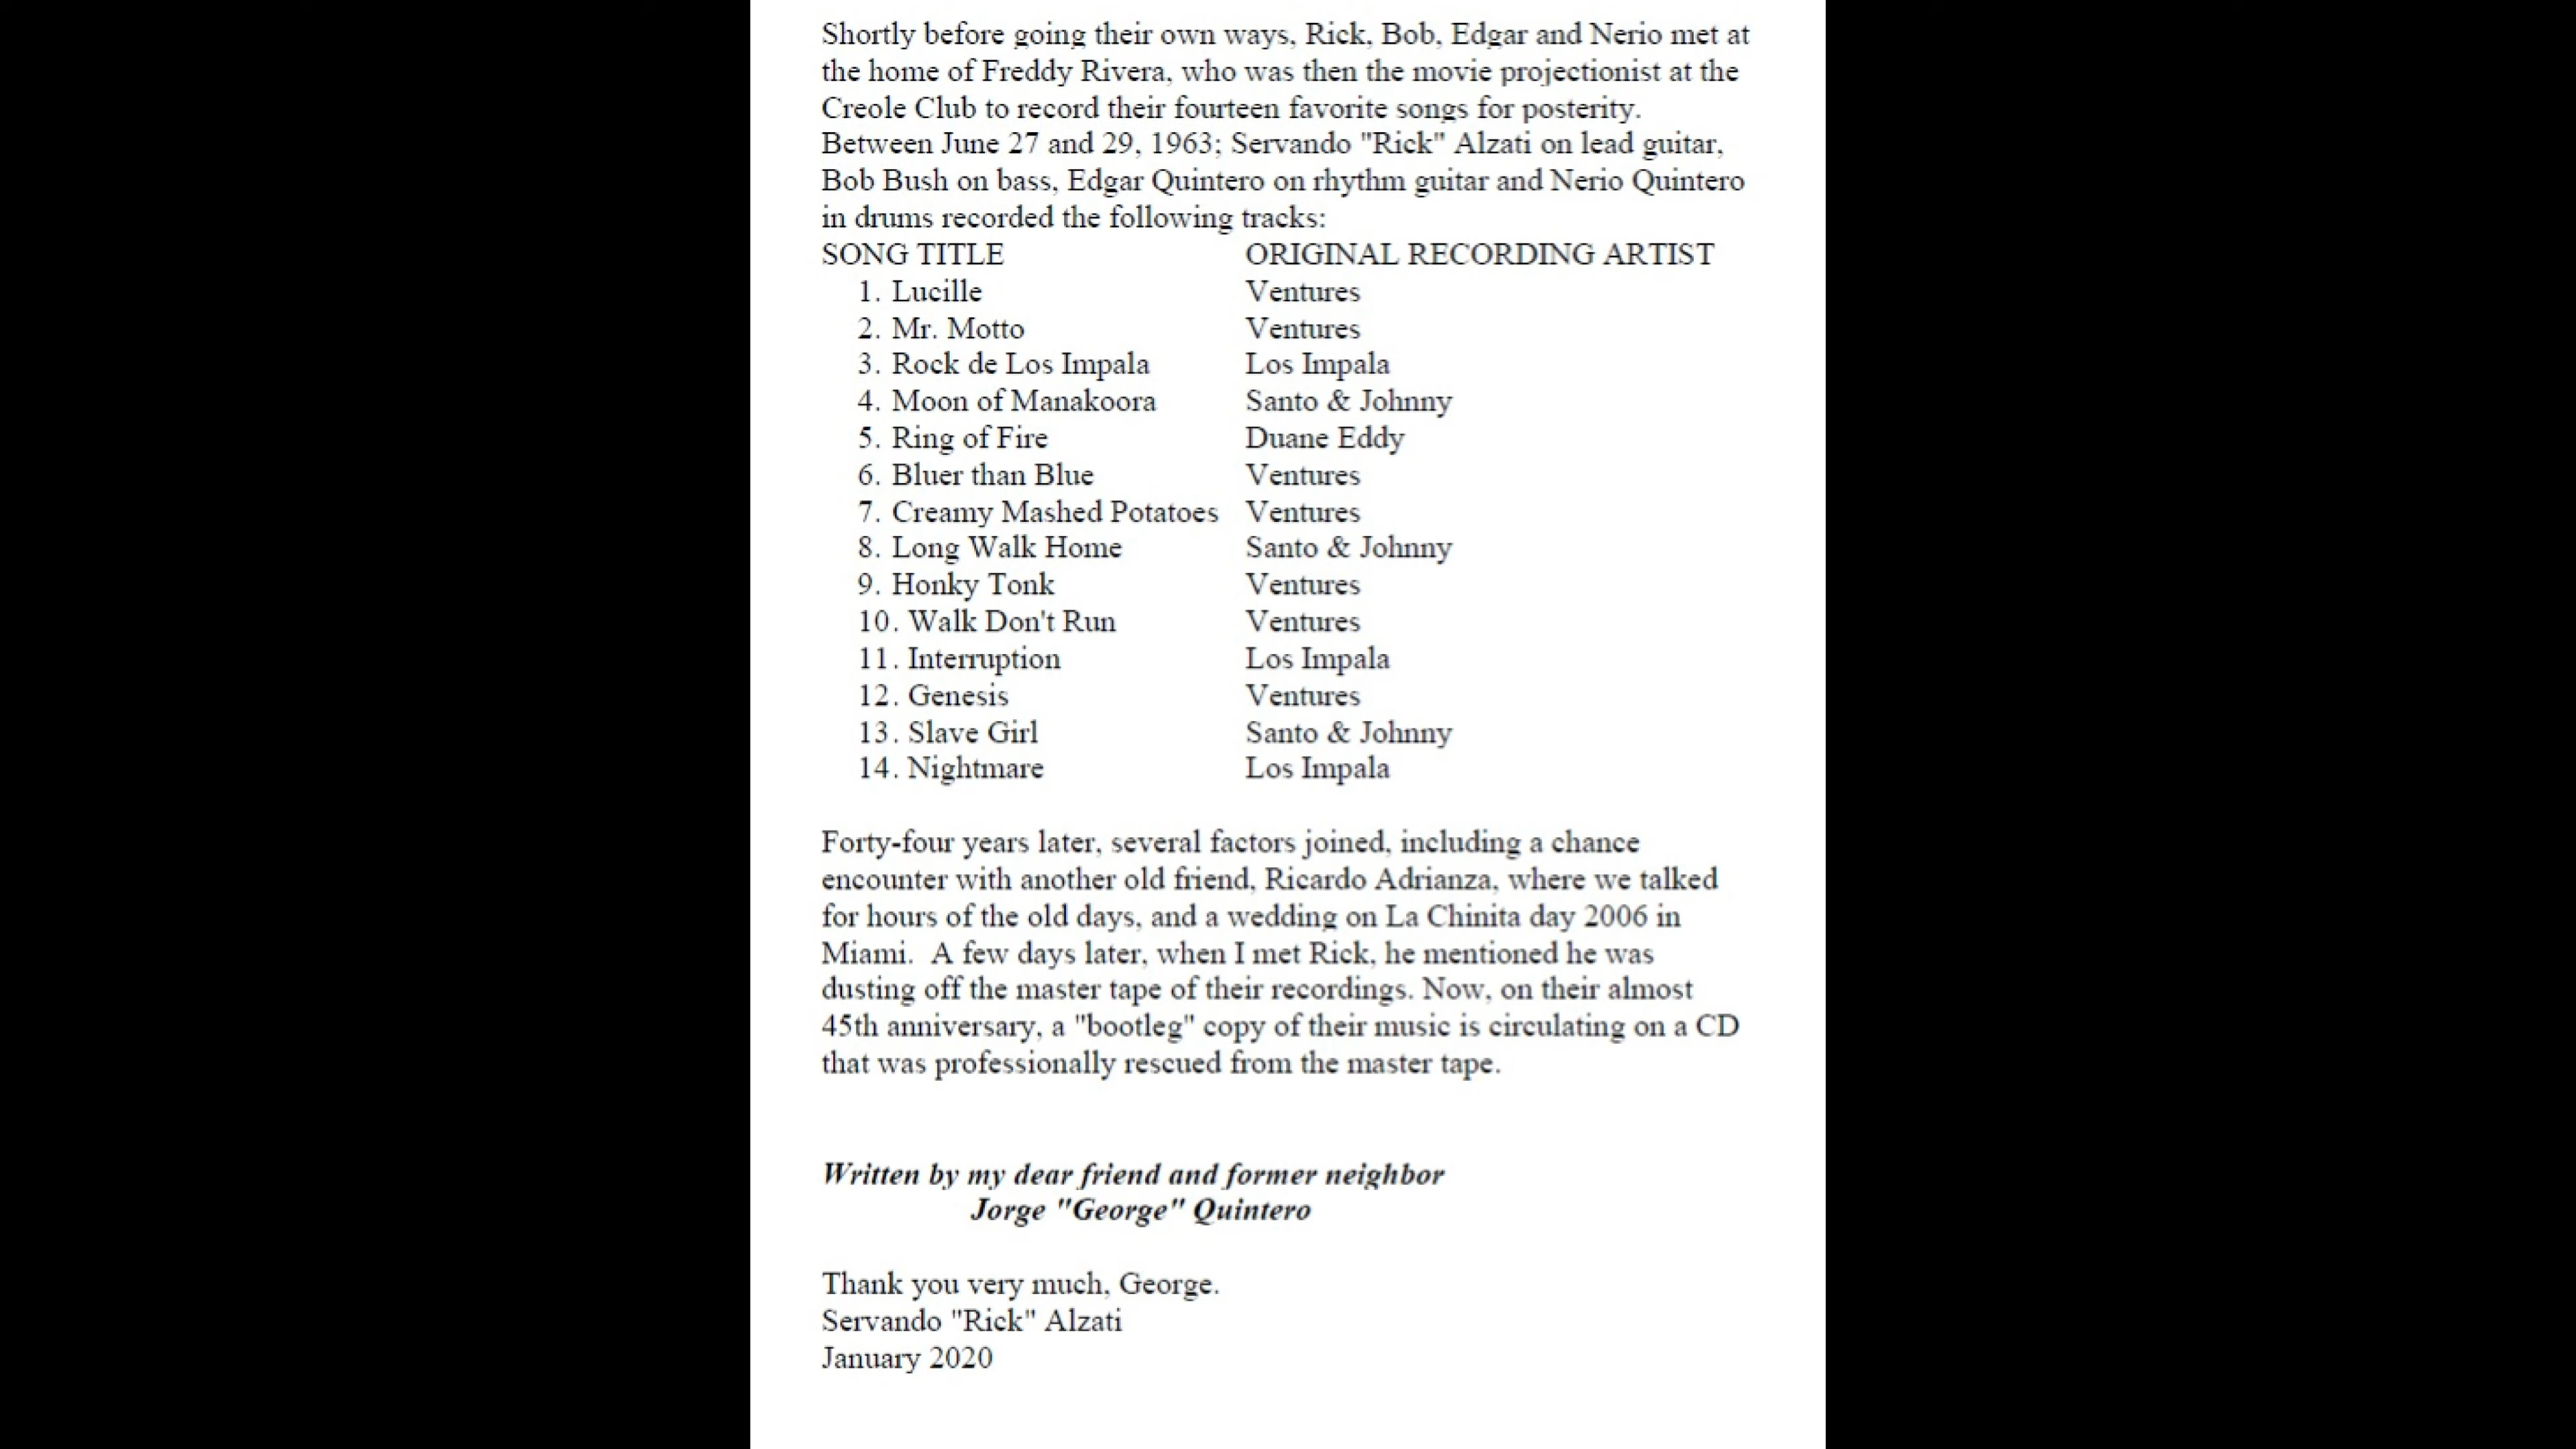 Shortly before going their own ways, Rick, Bob, Edgar and Nerio met at
the home of Freddy Rivera, who was then the movie projectionist at the
Creole Club to record their fourteen favorite songs for posterity.
Between June 27 and 29, 1963; Servando "Rick" Alzati on lead guitar,
Bob Bush on bass, Edgar Quintero on rhythm guitar and Nerio Quintero
in drums recorded the following tracks:
SONG TITLE ORIGINAL RECORDING ARTIST
1. Lucille Ventures
2. Mr. Motto Ventures
3. Rock de Los Impala Los Impala
4. Moon of Manakoora Santo & Johnny
5. Ring of Fire Duane Eddy
6. Bluer than Blue Ventures
7. Creamy Mashed Potatoes Ventures
8. Long Walk Home Santo & Johnny
9. Honky Tonk Ventures
10. Walk Don't Run Ventures
11. Interruption Los Impala
12. Genesis Ventures
13. Slave Girl Santo & Johnny
14. Nightmare Los Impala
Forty-four years later, several factors joined, including a chance
encounter with another old friend, Ricardo Adrianza, where we talked
for hours of the old days, and a wedding on La Chinita day 2006 in
Miami. A few days later, when I met Rick, he mentioned he was
dusting off the master tape of their recordings. Now, on their almost
45th anniversary, a "bootleg" copy of their music is circulating on a CD
that was professionally rescued from the master tape.
Written by my dear friend and former neighbor
Jorge "George" Quintero
Thank you very much, George.
Servando "Rick" Alzati
January 2020